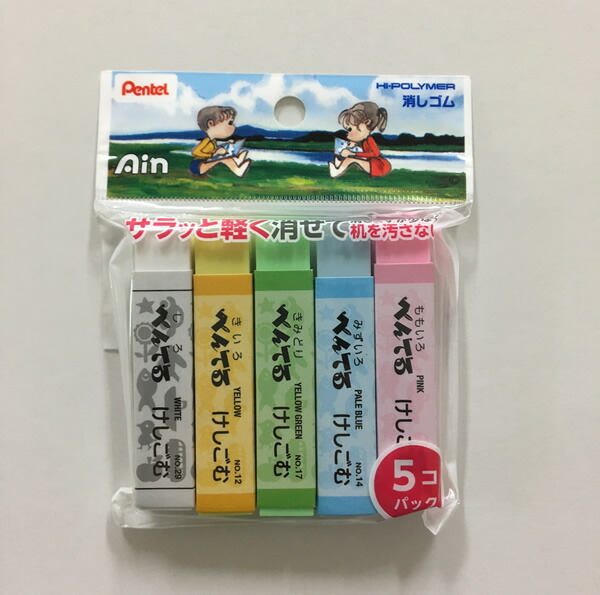 Pentel
HI-POLYMER
消しゴム
Ain
サラッと軽く消せて
机を汚さない
しろ
ぺんてる
WHITE
けしごむ
NO.29
きいろ
ぺんてる
YELLOW
けしごむ
NO.12
きみどり
ぺんてる
YELLOW GREEN
けしごむ
NO.17
みずいろ
ぺんてる
PALE BLUE
けしごむ
NO.14
ももいろ
ぺんてる
PINK
けしご
5コ
パック